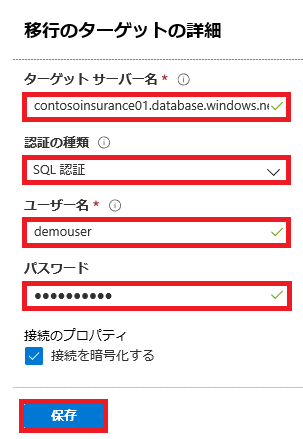 移行のターゲットの詳細
ターゲット サーバー名 *
contosoinsurance01.database.windows.ne
認証の種類
SQL 認証
ユーザー名 *
demouser
パスワード
●●●●●●●●●●
接続のプロパティ
接続を暗号化する
保存